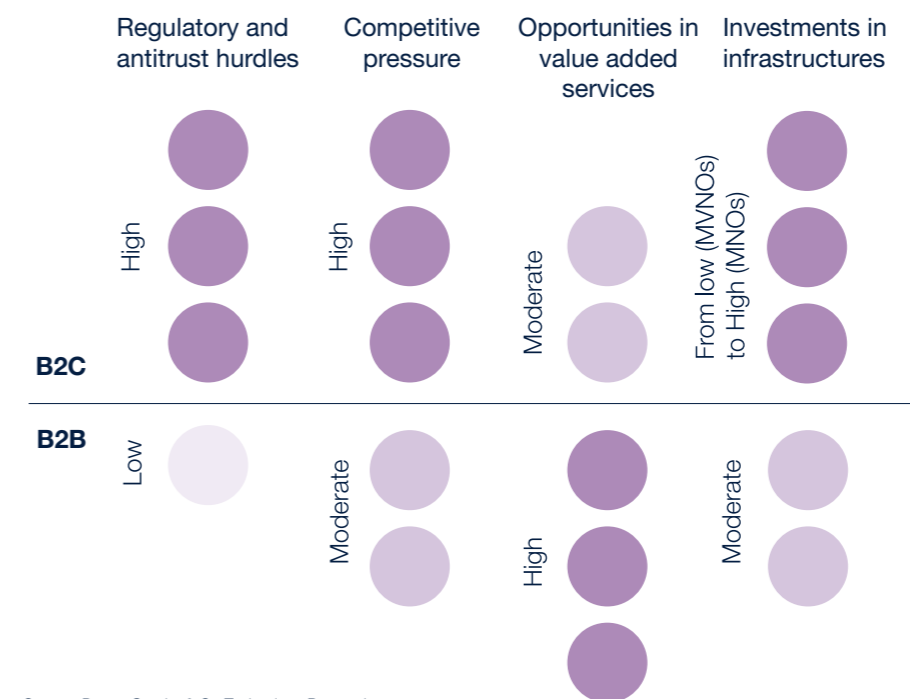 Regulatory and
antitrust hurdles
Competitive
pressure
Opportunities in
value added
services
Investments in
infrastructures
High
High
Moderate
From low (MVNOs)
to High (MNOs)
B2C
B2B
Low
Moderate
High
Moderate